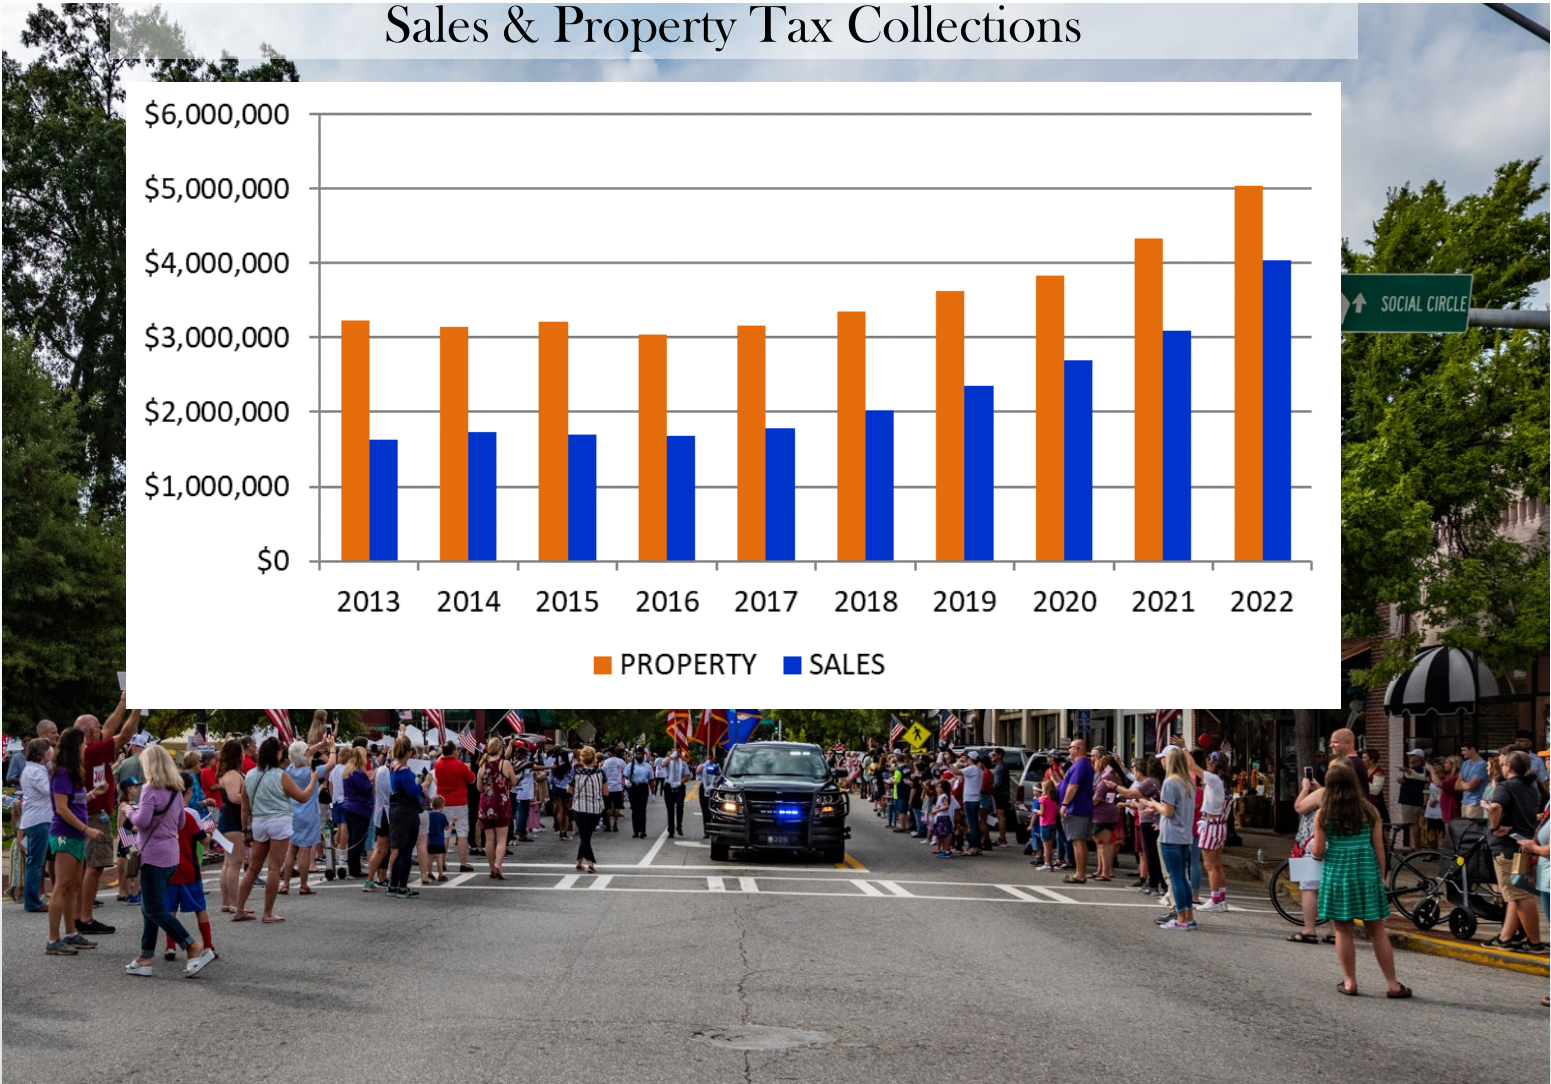 Sales & Property Tax Collections
$6,000,000
$5,000,000
$4,000,000
$3,000,000
$2,000,000
$1,000,000
$0
2013 2014 2015 2016 2017 2018 2019 2020 2021 2022
PROPERTY SALES
SOCIAL CIRCLE